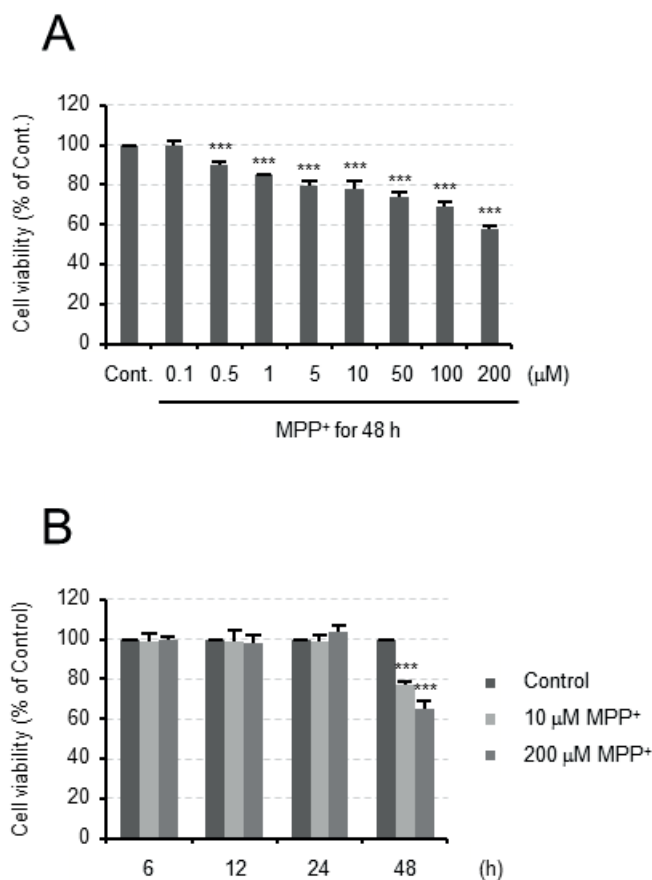 A
Cell viability (% of Cont.)
120
100
80
60
40
20
0
*** *** *** *** *** *** ***
Cont. 0.1 0.5 1 5 10 50 100 200 (μM)
MPP⁺ for 48 h
B
Cell viability (% of Control)
120
100
80
60
40
20
0
*** ***
6 12 24 48 (h)
Control
10 μM MPP⁺
200 μM MPP⁺